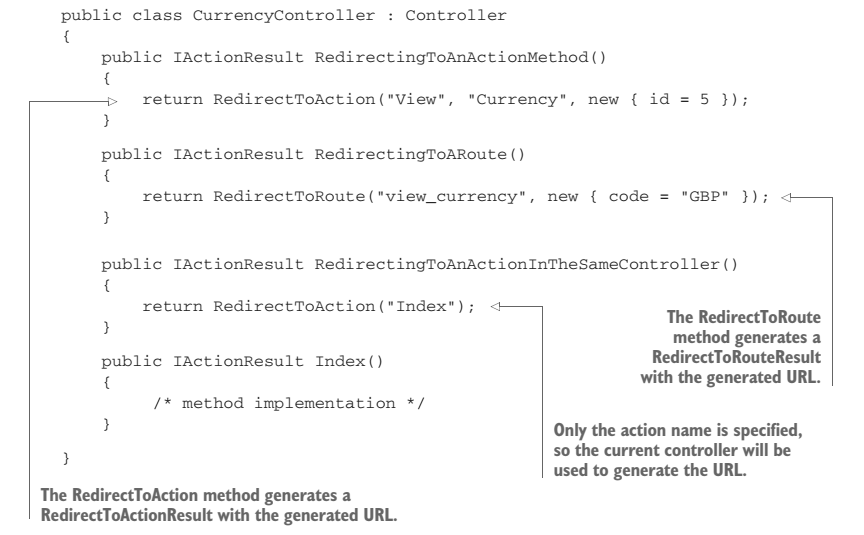 public class CurrencyController : Controller
{
public IActionResult RedirectingToAnActionMethod()
{
return RedirectToAction("View", "Currency", new { id = 5 });
}
public IActionResult RedirectingToARoute()
{
return RedirectToRoute("view_currency", new { code = "GBP" });
}
public IActionResult RedirectingToAnActionInTheSameController()
{
return RedirectToAction("Index");
}
public IActionResult Index()
{
/* method implementation */
}
}
The RedirectToRoute
method generates a
RedirectToRouteResult
with the generated URL.
Only the action name is specified,
so the current controller will be
used to generate the URL.
The RedirectToAction method generates a
RedirectToActionResult with the generated URL.